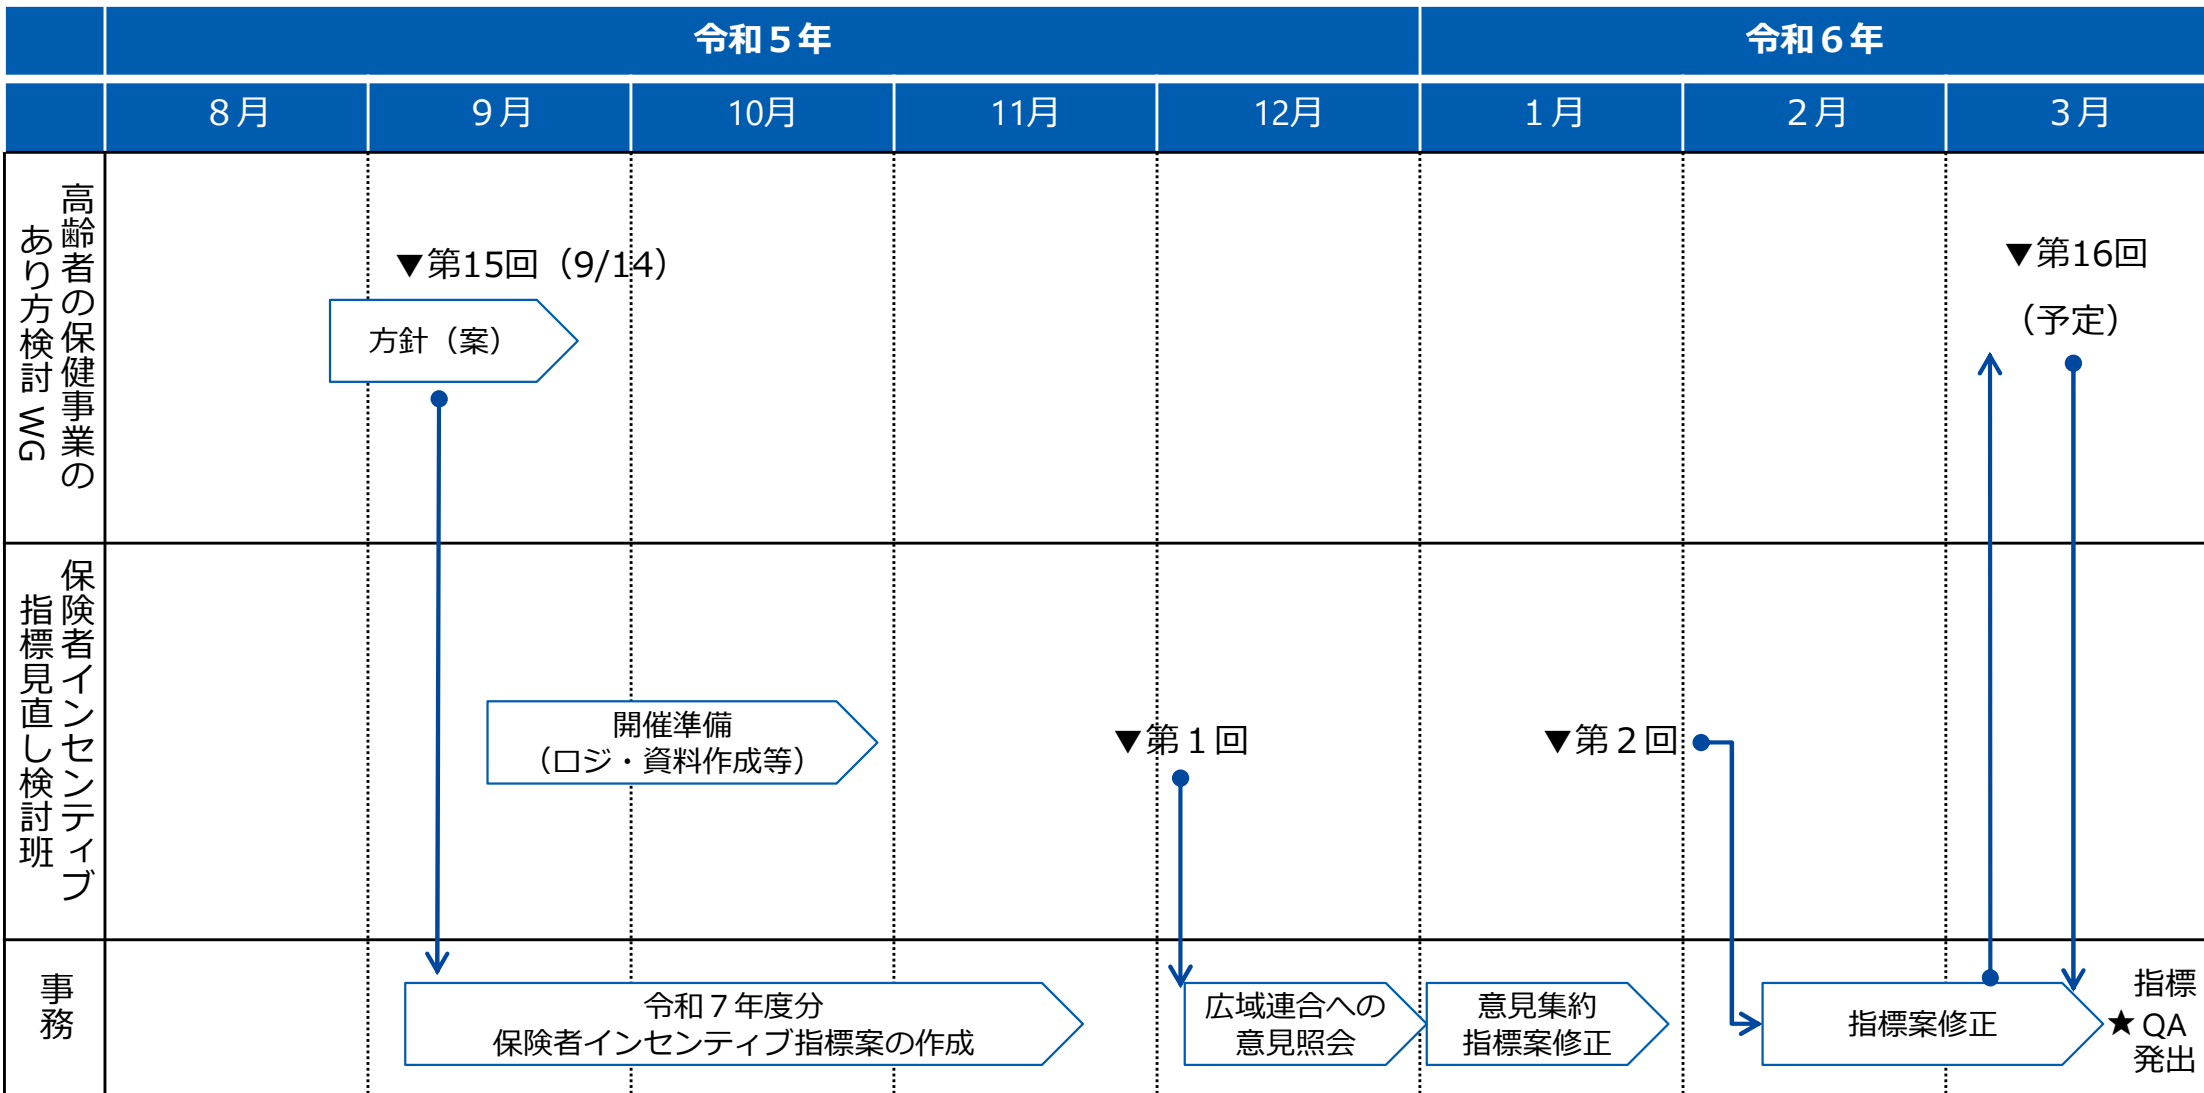 令和５年
令和６年
８月
９月
10月
11月
12月
１月
２月
３月
高齢者の保健事業の
あり方検討 WG
▼第15回（9/14）
方針（案）
▼第16回
（予定）
保険者インセンティブ
指標見直し検討班
開催準備
（ロジ・資料作成等）
▼第１回
▼第２回
事務
令和７年度分
保険者インセンティブ指標案の作成
広域連合への
意見照会
意見集約
指標案修正
指標案修正
指標
★QA
発出